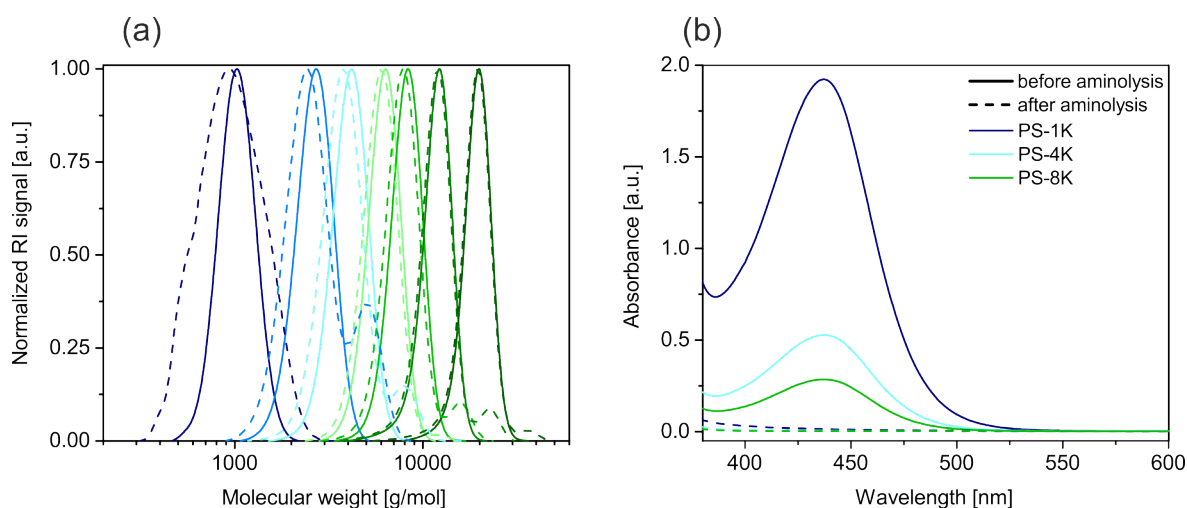 (a)
1.00
0.75
0.50
0.25
0.00
1000
10000
Normalized RI signal [a.u.]
Molecular weight [g/mol]
(b)
2.0
1.5
1.0
0.5
0.0
400
450
500
550
600
Absorbance [a.u.]
Wavelength [nm]
before aminolysis
after aminolysis
PS-1K
PS-4K
PS-8K